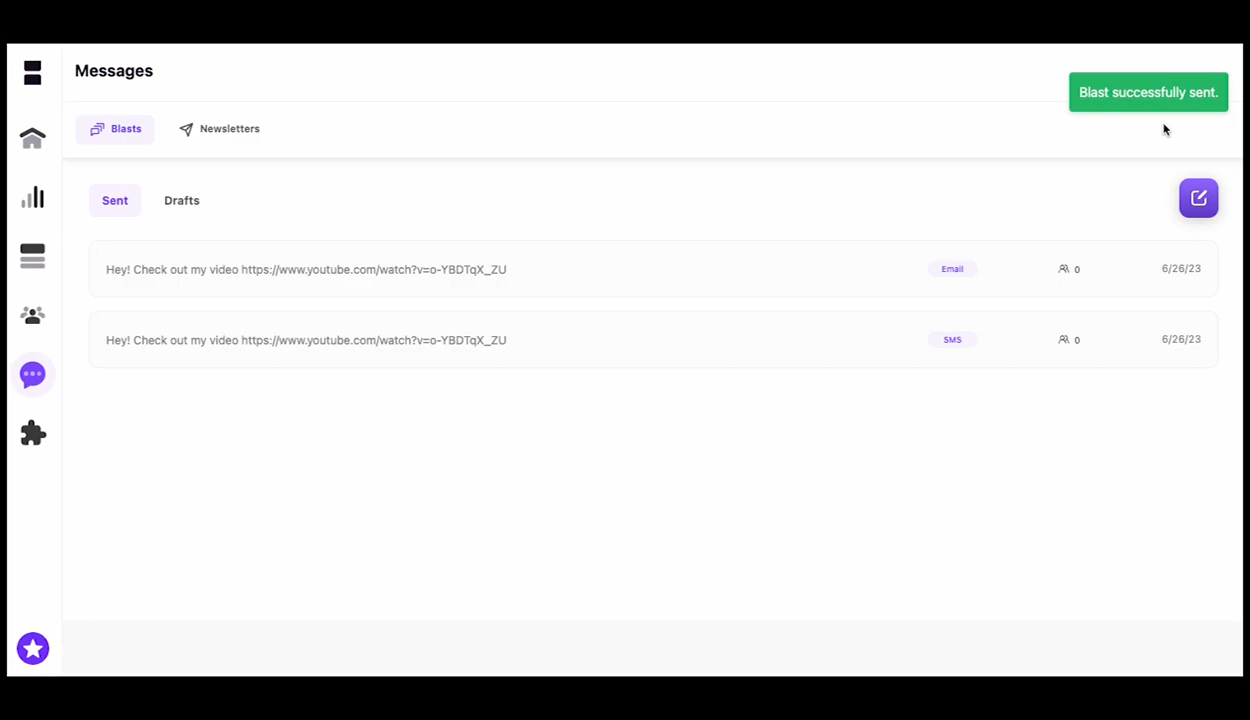 Messages
Blast successfully sent.
Blasts
Newsletters
Sent
Drafts
Hey! Check out my video https://www.youtube.com/watch?v=o-YBDTqX_ZU
Email
0
6/26/23
Hey! Check out my video https://www.youtube.com/watch?v=o-YBDTqX_ZU
SMS
0
6/26/23